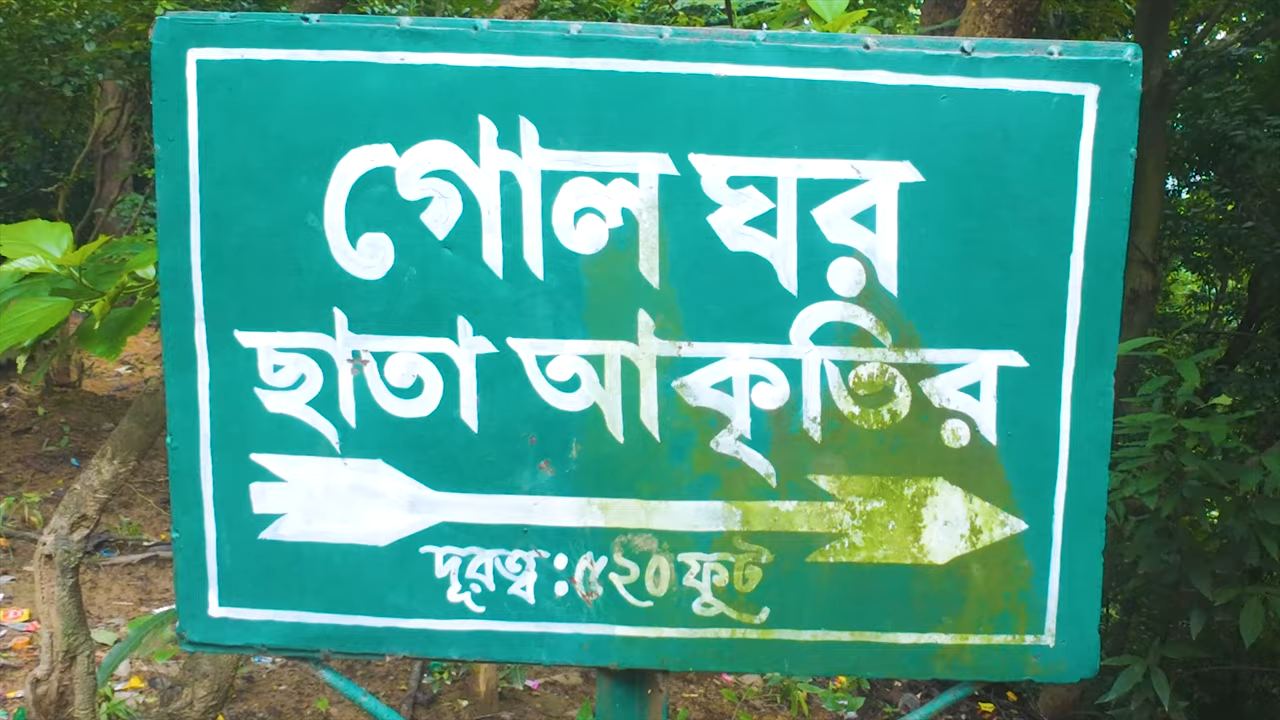 গোল ঘর
ছাতা আকৃতির
দূরত্ব : ৫২০ ফুট